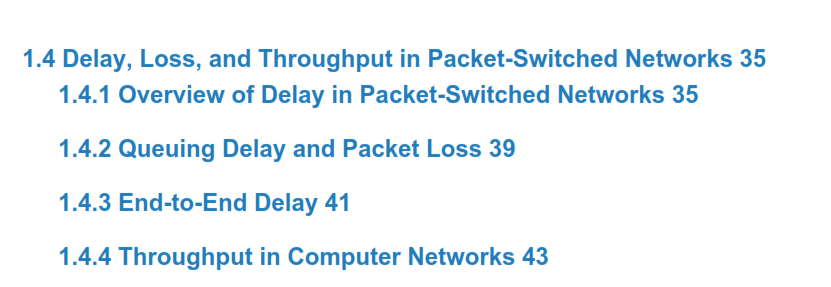 1.4 Delay, Loss, and Throughput in Packet-Switched Networks 35
1.4.1 Overview of Delay in Packet-Switched Networks 35
1.4.2 Queuing Delay and Packet Loss 39
1.4.3 End-to-End Delay 41
1.4.4 Throughput in Computer Networks 43